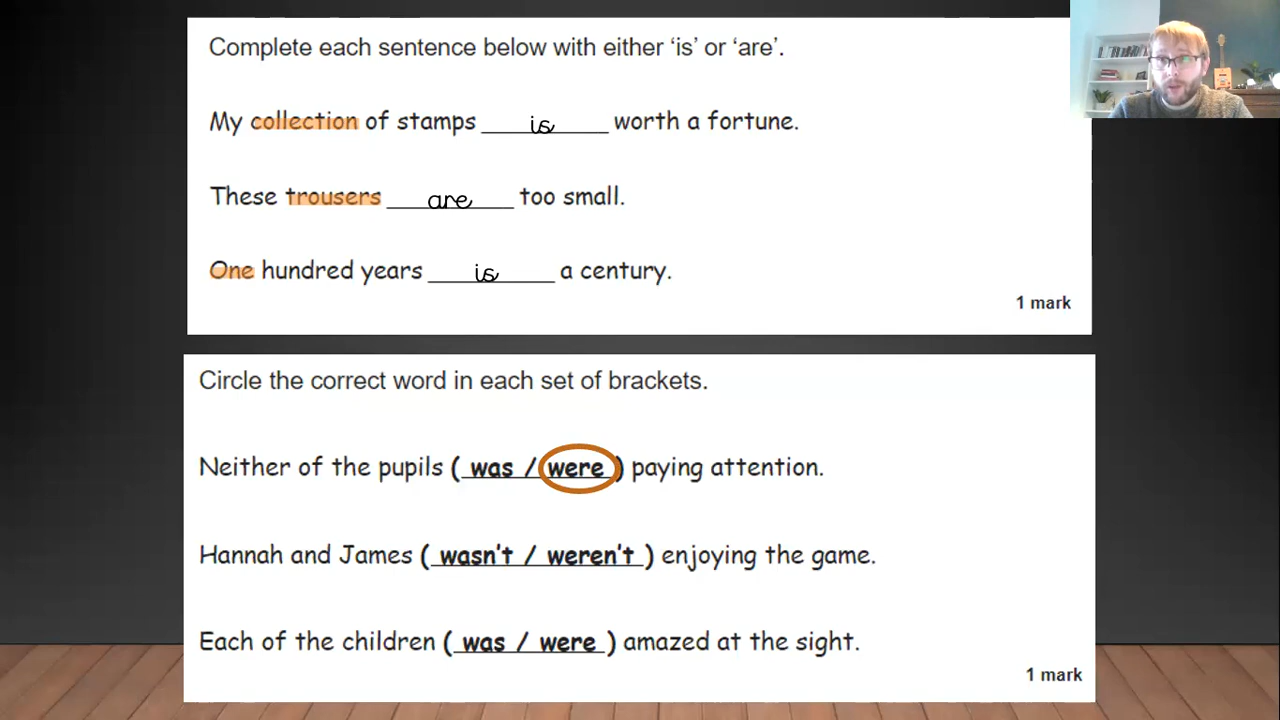 Complete each sentence below with either ‘is’ or ‘are’.
My collection of stamps is worth a fortune.
These trousers are too small.
One hundred years is a century.
1 mark
Circle the correct word in each set of brackets.
Neither of the pupils ( was / were ) paying attention.
Hannah and James ( wasn't / weren't ) enjoying the game.
Each of the children ( was / were ) amazed at the sight.
1 mark